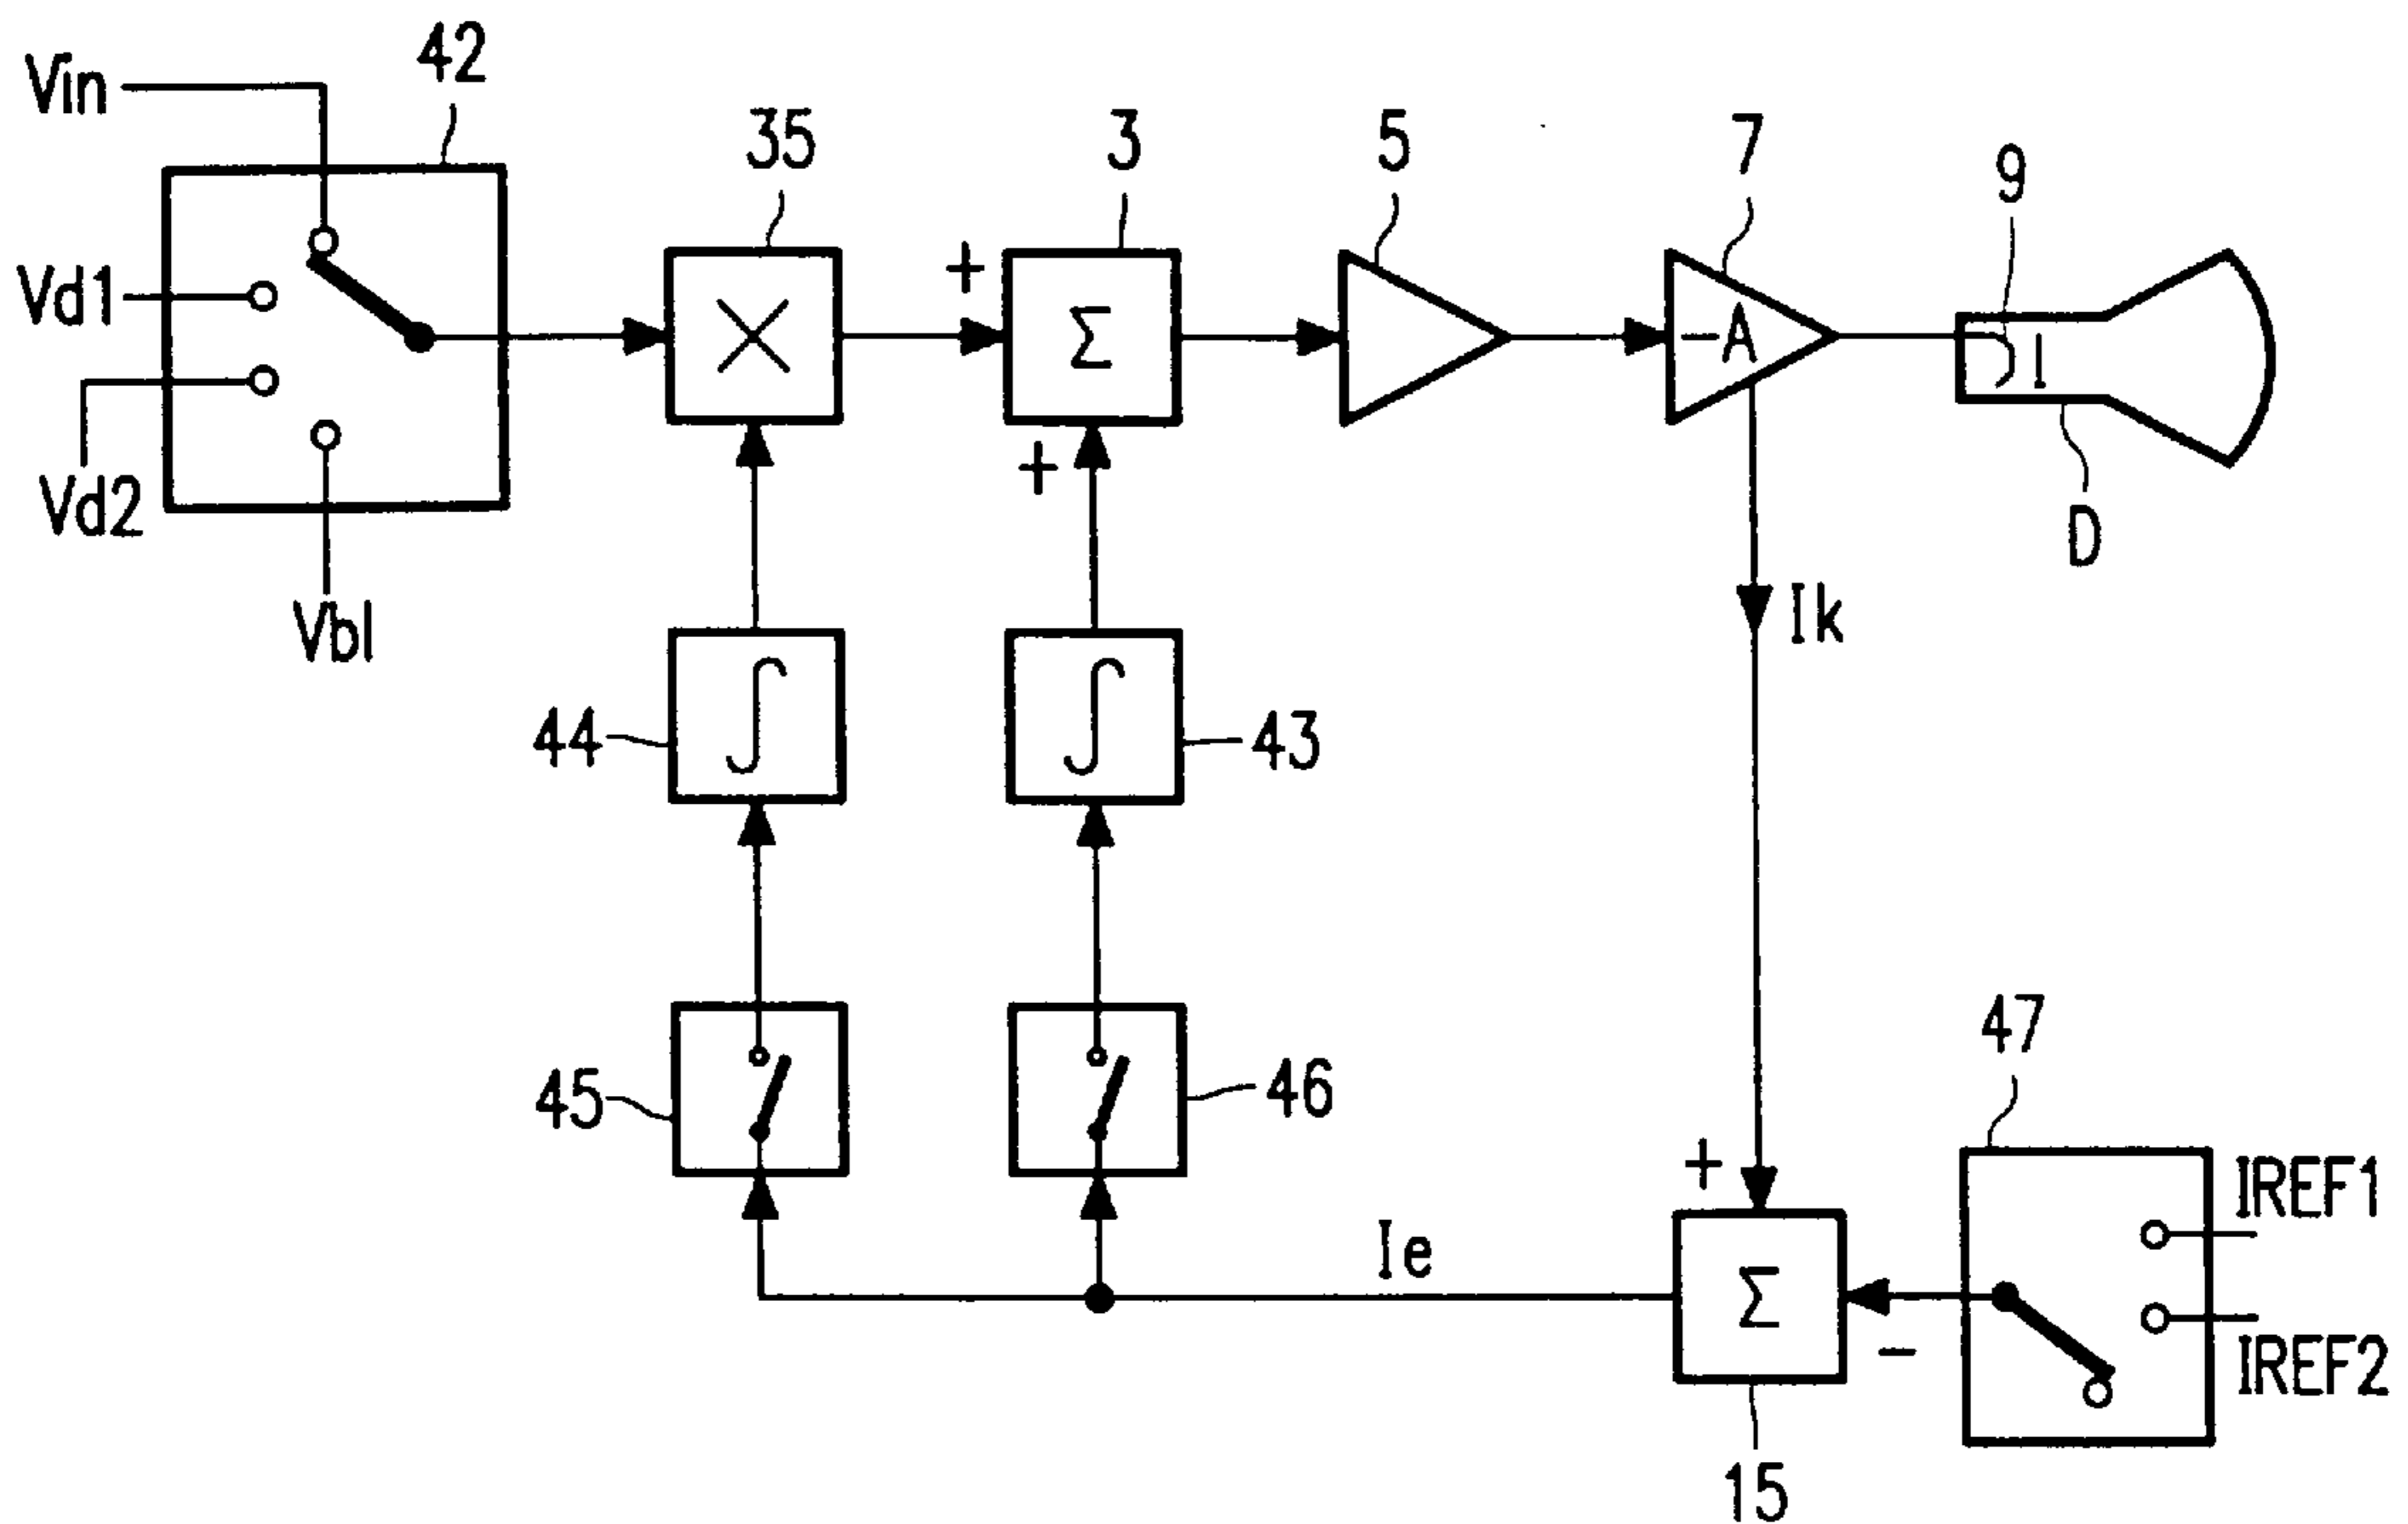 Vin
42
35
3
5
7
9
+
Vd1
X
Σ
-A
Vd2
+
D
Vbl
Ik
44
∫
∫
43
47
45
46
+
IREF1
Ie
Σ
-
IREF2
15